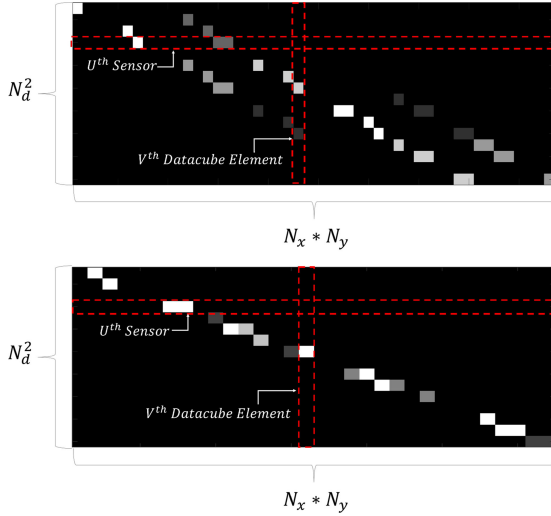 N_d^2
U^th Sensor
V^th Datacube Element
N_x * N_y
N_d^2
U^th Sensor
V^th Datacube Element
N_x * N_y